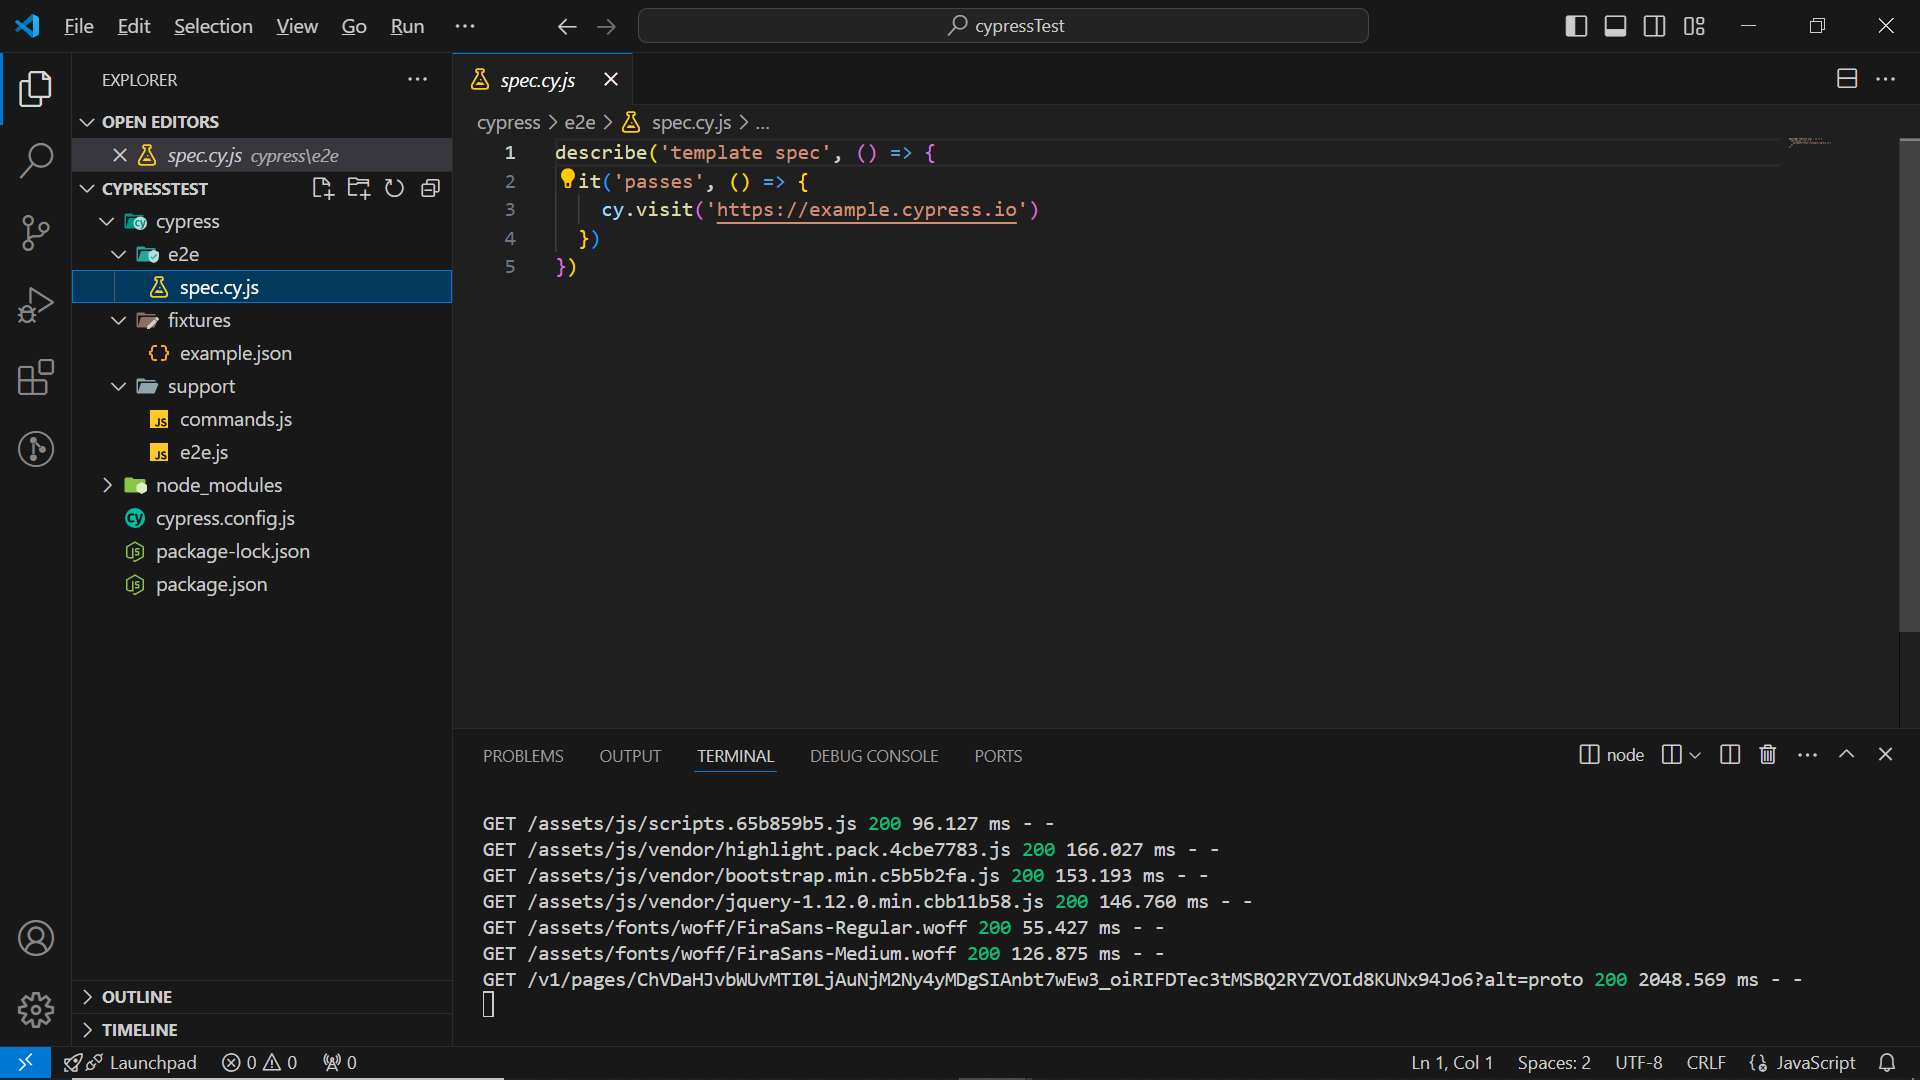 File Edit Selection View Go Run ··· cypressTest
EXPLORER
OPEN EDITORS
spec.cy.js cypress\e2e
CYPRESSTEST
cypress
e2e
spec.cy.js
fixtures
example.json
support
commands.js
e2e.js
node_modules
cypress.config.js
package-lock.json
package.json
OUTLINE
TIMELINE
spec.cy.js
cypress > e2e > spec.cy.js > ...
1 describe('template spec', () => {
2 it('passes', () => {
3 cy.visit('https://example.cypress.io')
4 })
5 })
PROBLEMS OUTPUT TERMINAL DEBUG CONSOLE PORTS node
GET /assets/js/scripts.65b859b5.js 200 96.127 ms - -
GET /assets/js/vendor/highlight.pack.4cbe7783.js 200 166.027 ms - -
GET /assets/js/vendor/bootstrap.min.c5b5b2fa.js 200 153.193 ms - -
GET /assets/js/vendor/jquery-1.12.0.min.cbb11b58.js 200 146.760 ms - -
GET /assets/fonts/woff/FiraSans-Regular.woff 200 55.427 ms - -
GET /assets/fonts/woff/FiraSans-Medium.woff 200 126.875 ms - -
GET /v1/pages/ChVDaHJvbWUvMTI0LjAuNjM2Ny4yMDgSIAnbt7wEw3_oiRIFDTec3tMSBQ2RYZVOId8KUNx94Jo6?alt=proto 200 2048.569 ms - -
Launchpad 0 0 0 Ln 1, Col 1 Spaces: 2 UTF-8 CRLF JavaScript